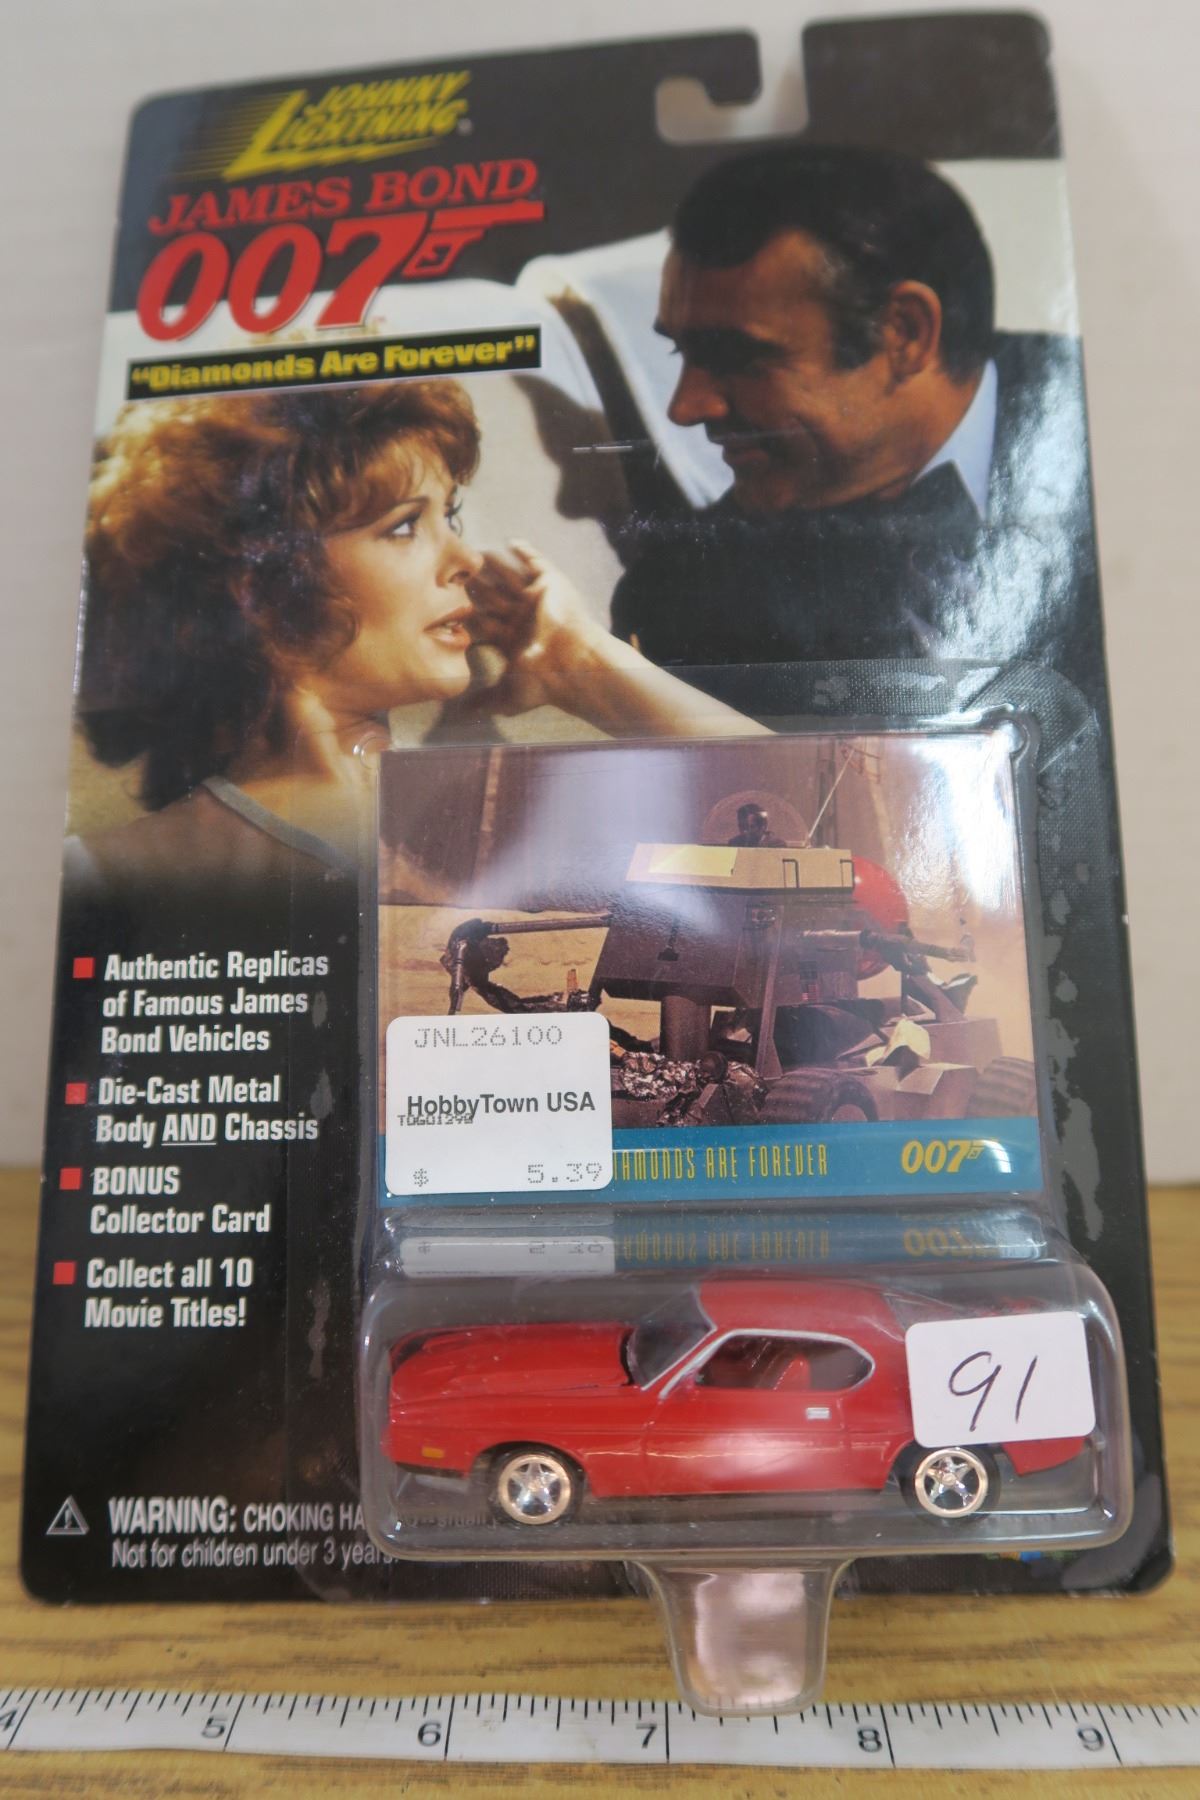 JOHNNY
LIGHTNING
JAMES BOND
007
"Diamonds Are Forever"
Authentic Replicas
of Famous James
Bond Vehicles
Die-Cast Metal
Body AND Chassis
BONUS
Collector Card
Collect all 10
Movie Titles!
JNL26100
HobbyTown USA
TOG01298
$ 5.39
IAMONDS ARE FOREVER 007
91
WARNING: CHOKING HA
Not for children under 3 years.
4 5 6 7 8 9